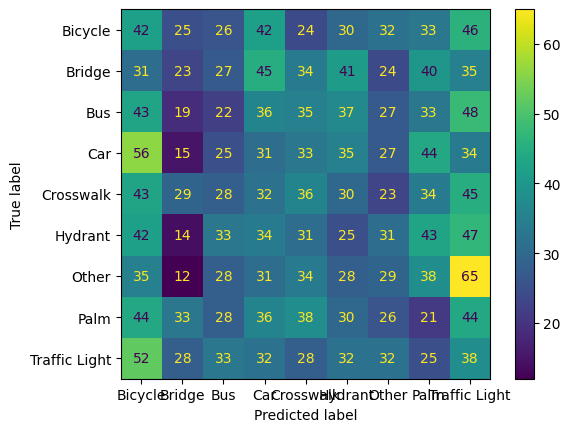 Bicycle 42 25 26 42 24 30 32 33 46
Bridge 31 23 27 45 34 41 24 40 35
Bus 43 19 22 36 35 37 27 33 48
Car 56 15 25 31 33 35 27 44 34
Crosswalk 43 29 28 32 36 30 23 34 45
Hydrant 42 14 33 34 31 25 31 43 47
Other 35 12 28 31 34 28 29 38 65
Palm 44 33 28 36 38 30 26 21 44
Traffic Light 52 28 33 32 28 32 32 25 38
Bicycle Bridge Bus Car Crosswalk Hydrant Other Palm Traffic Light
Predicted label
True label
60
50
40
30
20